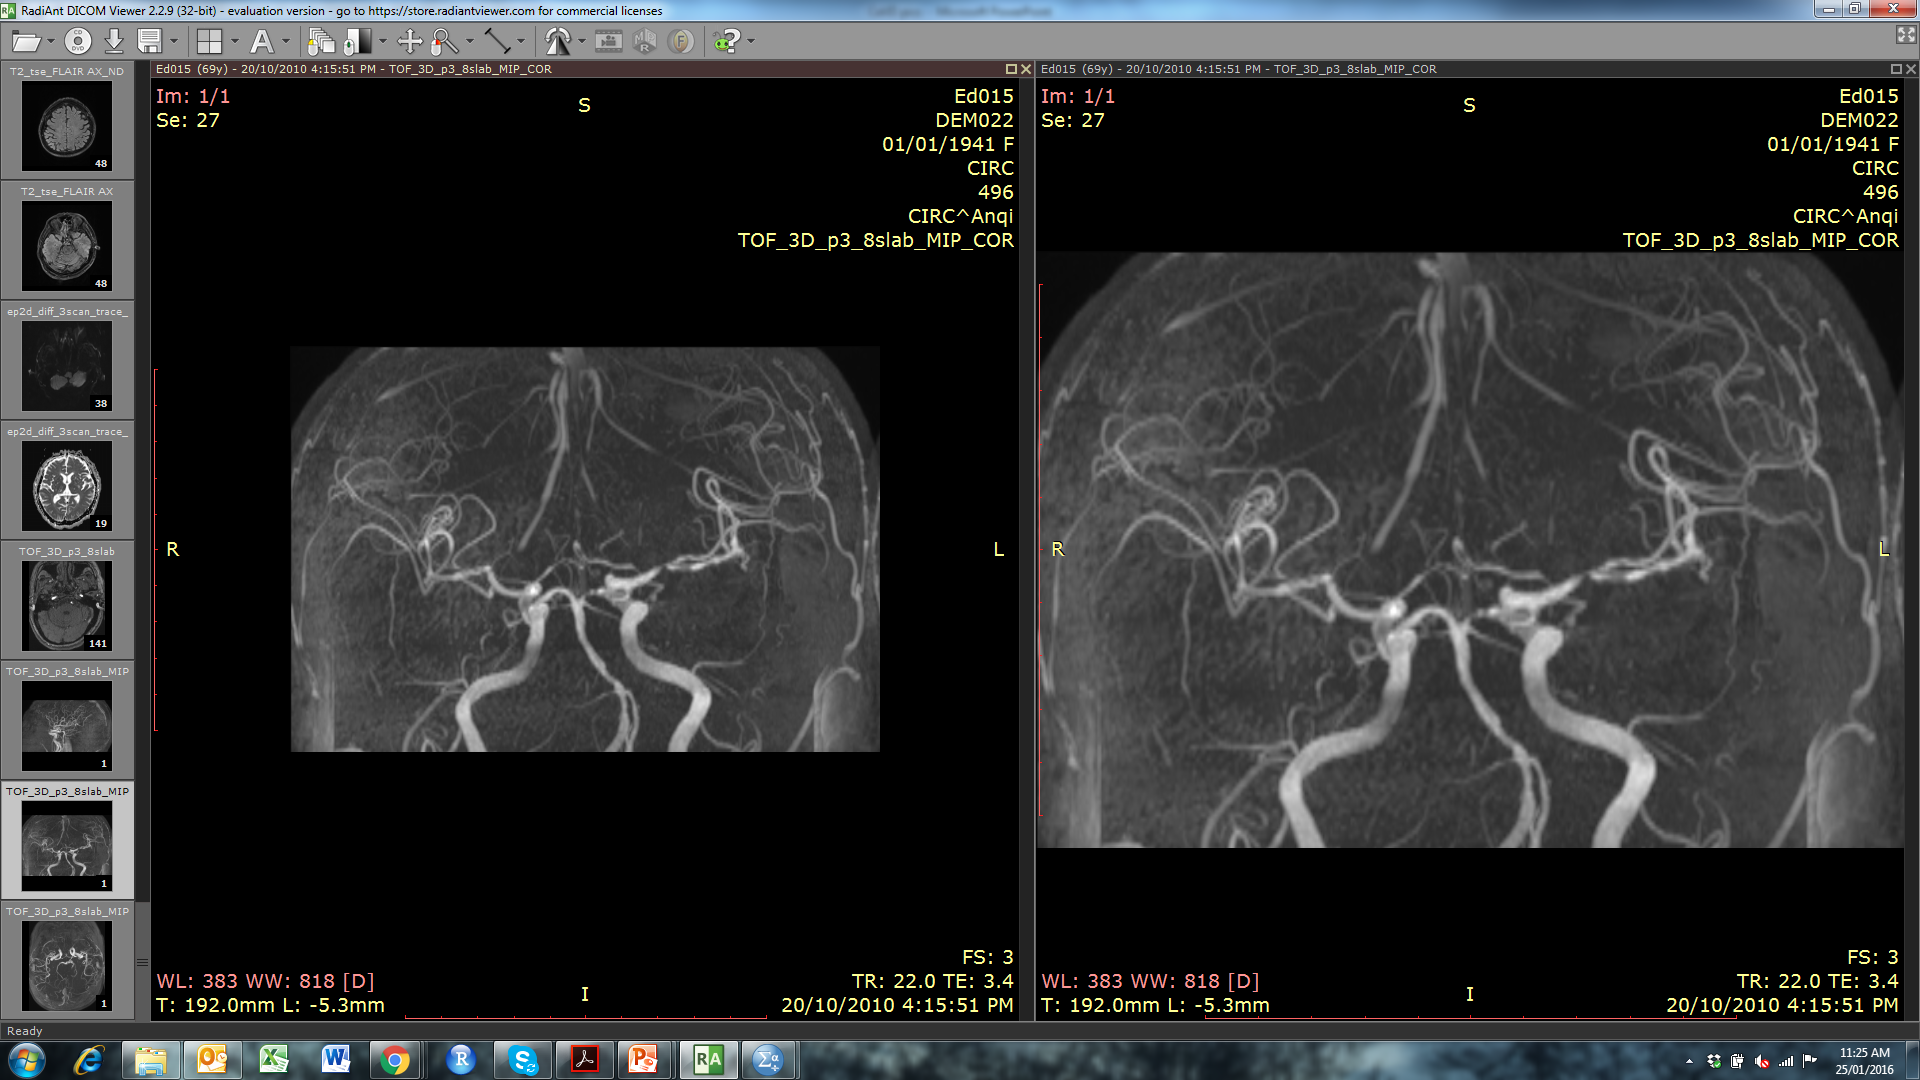 RadiAnt DICOM Viewer 2.2.9 (32-bit) - evaluation version - go to https://store.radiantviewer.com for commercial licenses
T2_tse_FLAIR AX_ND
48
T2_tse_FLAIR AX
48
ep2d_diff_3scan_trace_
38
ep2d_diff_3scan_trace_
19
TOF_3D_p3_8slab
141
TOF_3D_p3_8slab_MIP
1
TOF_3D_p3_8slab_MIP
1
TOF_3D_p3_8slab_MIP
1
Ed015 (69y) - 20/10/2010 4:15:51 PM - TOF_3D_p3_8slab_MIP_COR
Im: 1/1
Se: 27
S
Ed015
DEM022
01/01/1941 F
CIRC
496
CIRC^Anqi
TOF_3D_p3_8slab_MIP_COR
R
L
FS: 3
WL: 383 WW: 818 [D]
TR: 22.0 TE: 3.4
T: 192.0mm L: -5.3mm
I
20/10/2010 4:15:51 PM
Ed015 (69y) - 20/10/2010 4:15:51 PM - TOF_3D_p3_8slab_MIP_COR
Im: 1/1
Se: 27
S
Ed015
DEM022
01/01/1941 F
CIRC
496
CIRC^Anqi
TOF_3D_p3_8slab_MIP_COR
R
L
FS: 3
WL: 383 WW: 818 [D]
TR: 22.0 TE: 3.4
T: 192.0mm L: -5.3mm
I
20/10/2010 4:15:51 PM
Ready
11:25 AM
25/01/2016